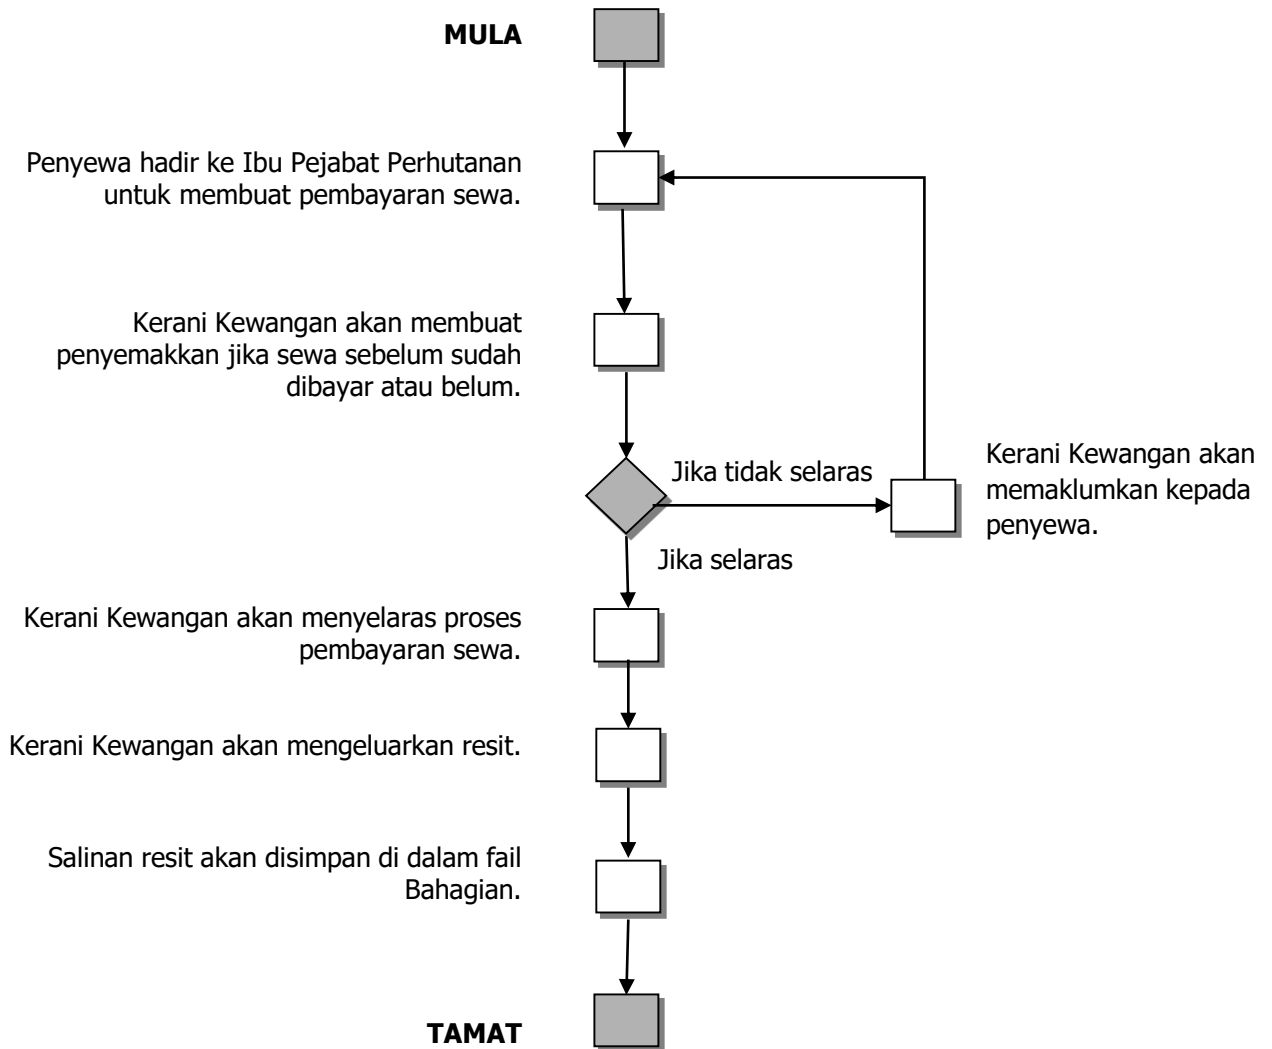 MULA
Penyewa hadir ke Ibu Pejabat Perhutanan
untuk membuat pembayaran sewa.
Kerani Kewangan akan membuat
penyemakkan jika sewa sebelum sudah
dibayar atau belum.
Jika tidak selaras
Kerani Kewangan akan
memaklumkan kepada
penyewa.
Jika selaras
Kerani Kewangan akan menyelaras proses
pembayaran sewa.
Kerani Kewangan akan mengeluarkan resit.
Salinan resit akan disimpan di dalam fail
Bahagian.
TAMAT